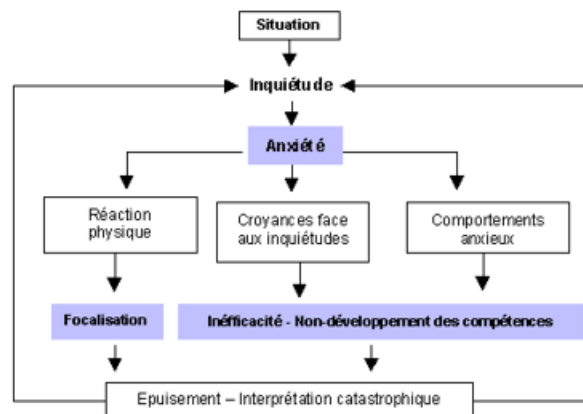 Situation
Inquiétude
Anxiété
Réaction
physique
Croyances face
aux inquiétudes
Comportements
anxieux
Focalisation
Inéfficacité - Non-développement des compétences
Epuisement – Interprétation catastrophique